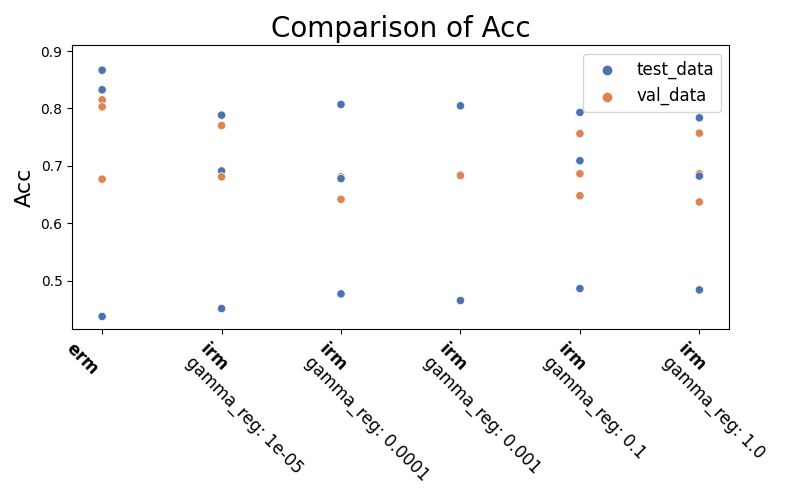 Comparison of Acc
Acc
0.9
0.8
0.7
0.6
0.5
test_data
val_data
erm
irm
gamma_reg: 1e-05
irm
gamma_reg: 0.0001
irm
gamma_reg: 0.001
irm
gamma_reg: 0.1
irm
gamma_reg: 1.0